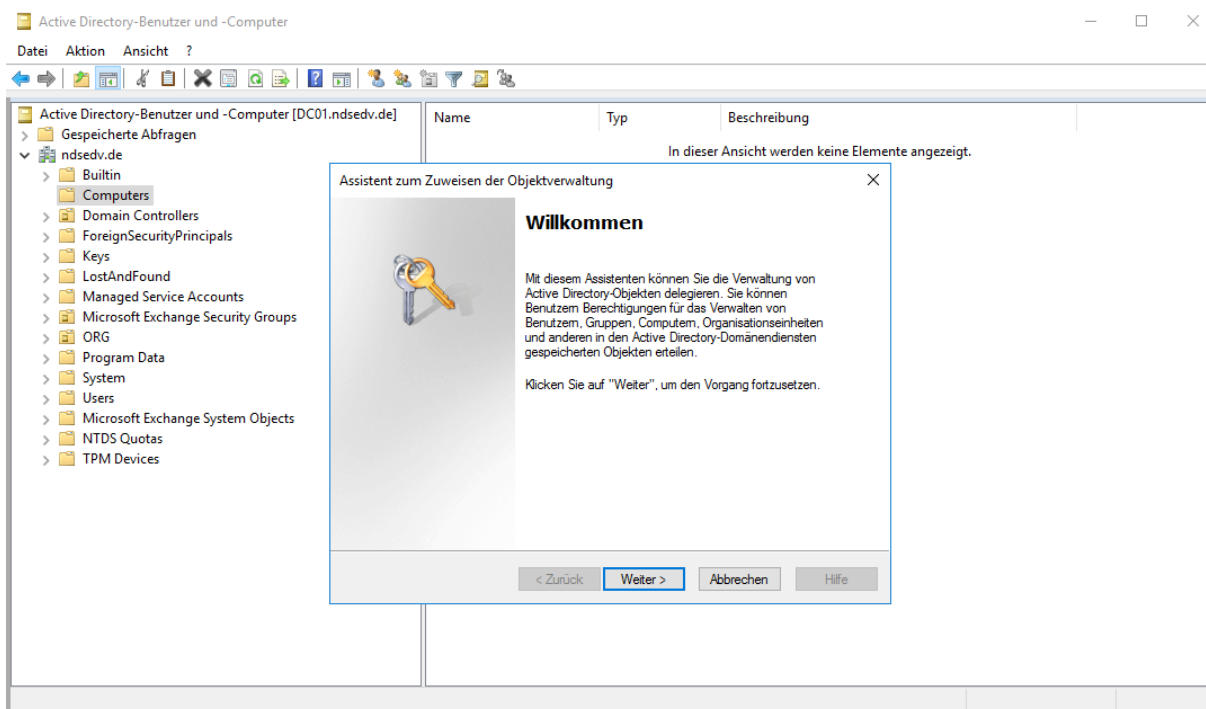 Active Directory-Benutzer und -Computer
Datei Aktion Ansicht ?
Active Directory-Benutzer und -Computer [DC01.ndsedv.de]
Gespeicherte Abfragen
ndsedv.de
Builtin
Computers
Domain Controllers
ForeignSecurityPrincipals
Keys
LostAndFound
Managed Service Accounts
Microsoft Exchange Security Groups
ORG
Program Data
System
Users
Microsoft Exchange System Objects
NTDS Quotas
TPM Devices
Name Typ Beschreibung
In dieser Ansicht werden keine Elemente angezeigt.
Assistent zum Zuweisen der Objektverwaltung
Willkommen
Mit diesem Assistenten können Sie die Verwaltung von
Active Directory-Objekten delegieren. Sie können
Benutzern Berechtigungen für das Verwalten von
Benutzern, Gruppen, Computern, Organisationseinheiten
und anderen in den Active Directory-Domänendiensten
gespeicherten Objekten erteilen.
Klicken Sie auf "Weiter", um den Vorgang fortzusetzen.
< Zurück Weiter > Abbrechen Hilfe